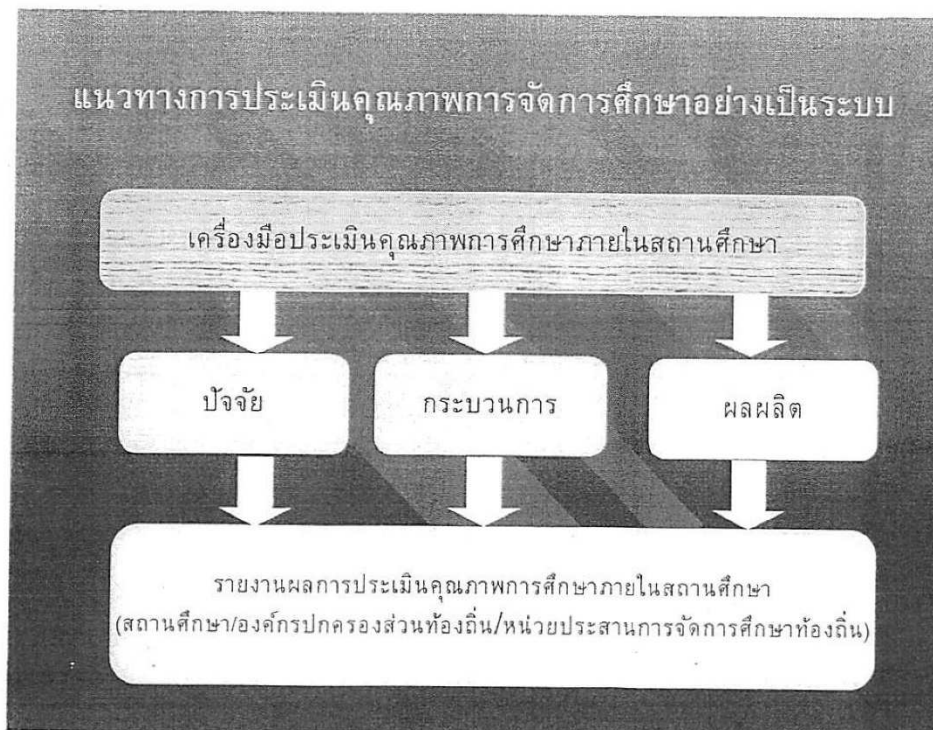 แนวทางการประเมินคุณภาพการจัดการศึกษาอย่างเป็นระบบ
เครื่องมือประเมินคุณภาพการศึกษาภายในสถานศึกษา
ปัจจัย
กระบวนการ
ผลผลิต
รายงานผลการประเมินคุณภาพการศึกษาภายในสถานศึกษา
(สถานศึกษา/องค์กรปกครองส่วนท้องถิ่น/หน่วยประสานการจัดการศึกษาท้องถิ่น)